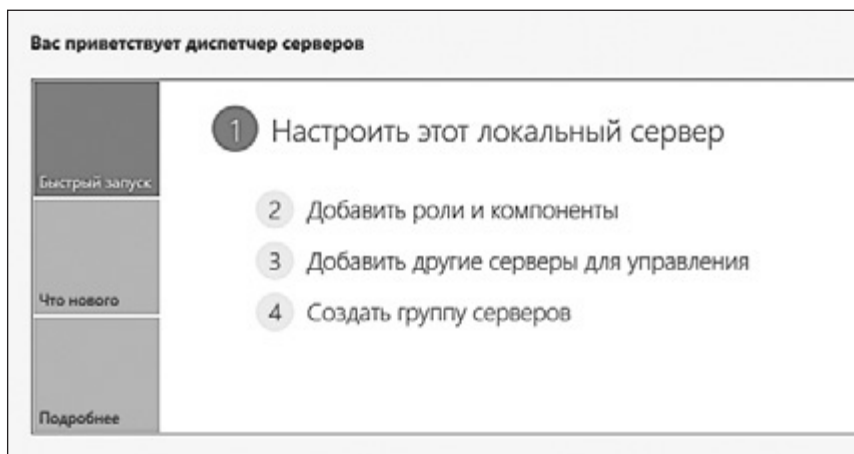 Вас приветствует диспетчер серверов
Быстрый запуск
Что нового
Подробнее
1 Настроить этот локальный сервер
2 Добавить роли и компоненты
3 Добавить другие серверы для управления
4 Создать группу серверов